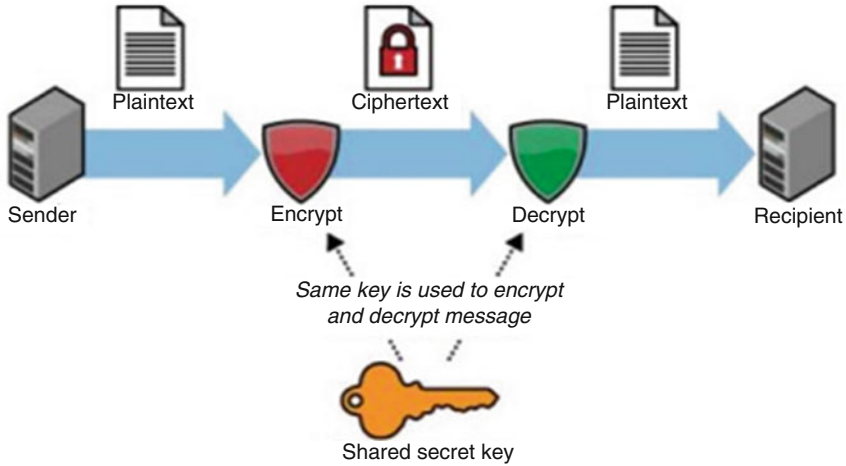 Plaintext
Ciphertext
Plaintext
Sender
Encrypt
Decrypt
Recipient
Same key is used to encrypt
and decrypt message
Shared secret key